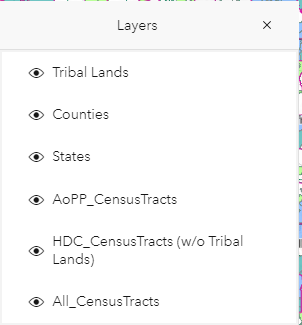 Layers
Tribal Lands
Counties
States
AoPP_CensusTracts
HDC_CensusTracts (w/o Tribal
Lands)
All_CensusTracts